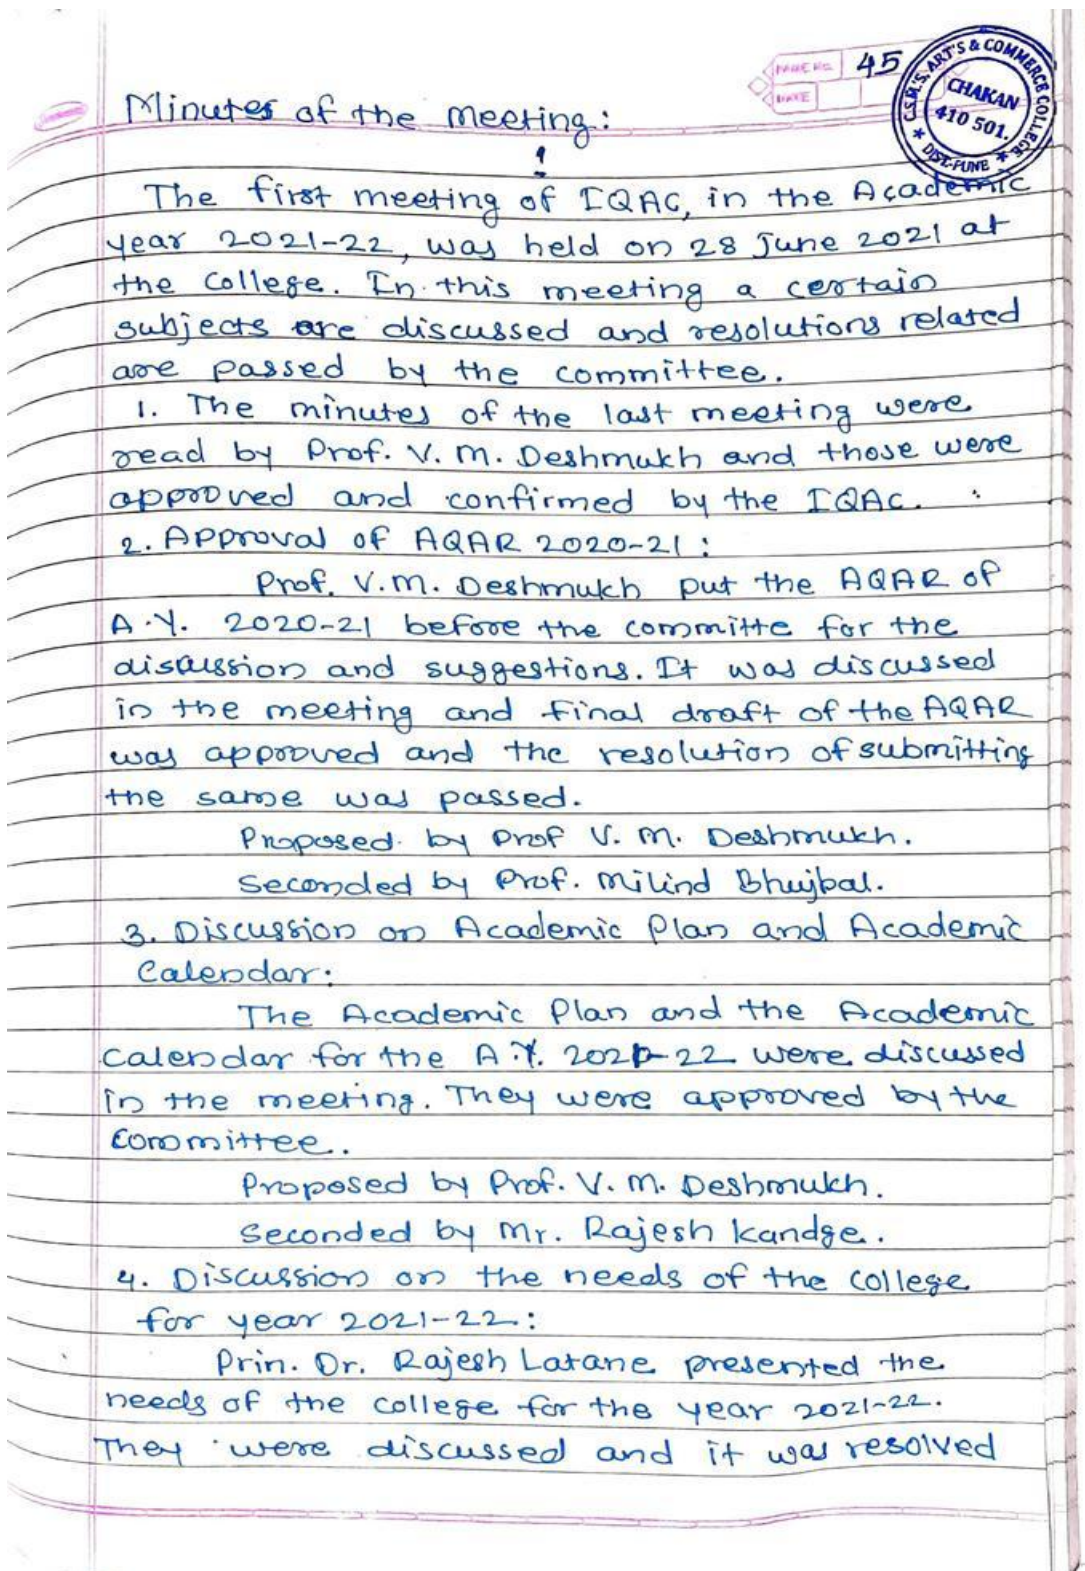 PAGE NO. 45
DATE
C.S.M.S. ART'S & COMMERCE COLLEGE
CHAKAN
410 501.
* DIST-PUNE *
Minutes of the meeting:
1
The first meeting of IQAC, in the Academic
year 2021-22, was held on 28 June 2021 at
the College. In this meeting a certain
subjects are discussed and resolutions related
are passed by the committee.
1. The minutes of the last meeting were
read by Prof. V. M. Deshmukh and those were
approved and confirmed by the IQAC.
2. Approval of AQAR 2020-21:
Prof. V.M. Deshmukh put the AQAR of
A.Y. 2020-21 before the committe for the
discussion and suggestions. It was discussed
in the meeting and final draft of the AQAR
was approved and the resolution of submitting
the same was passed.
Proposed by Prof V. M. Deshmukh.
Seconded by Prof. Milind Bhujbal.
3. Discussion on Academic Plan and Academic
Calendar:
The Academic Plan and the Academic
calendar for the A.Y. 2021-22 were discussed
in the meeting. They were approved by the
committee.
Proposed by Prof. V. M. Deshmukh.
Seconded by Mr. Rajesh Kandge.
4. Discussion on the needs of the college
for year 2021-22:
Prin. Dr. Rajesh Latane presented the
needs of the college for the year 2021-22.
They were discussed and it was resolved